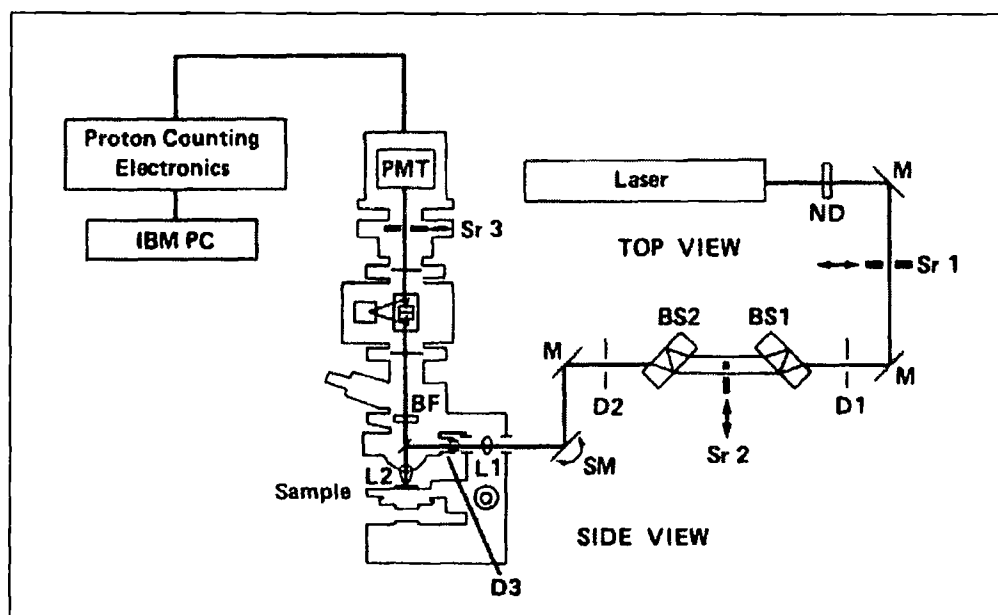 Proton Counting
Electronics
IBM PC
PMT
Sr 3
Laser
ND
M
TOP VIEW
Sr 1
BS2
BS1
M
D2
D1
M
Sr 2
BF
L2
L1
SM
Sample
SIDE VIEW
D3